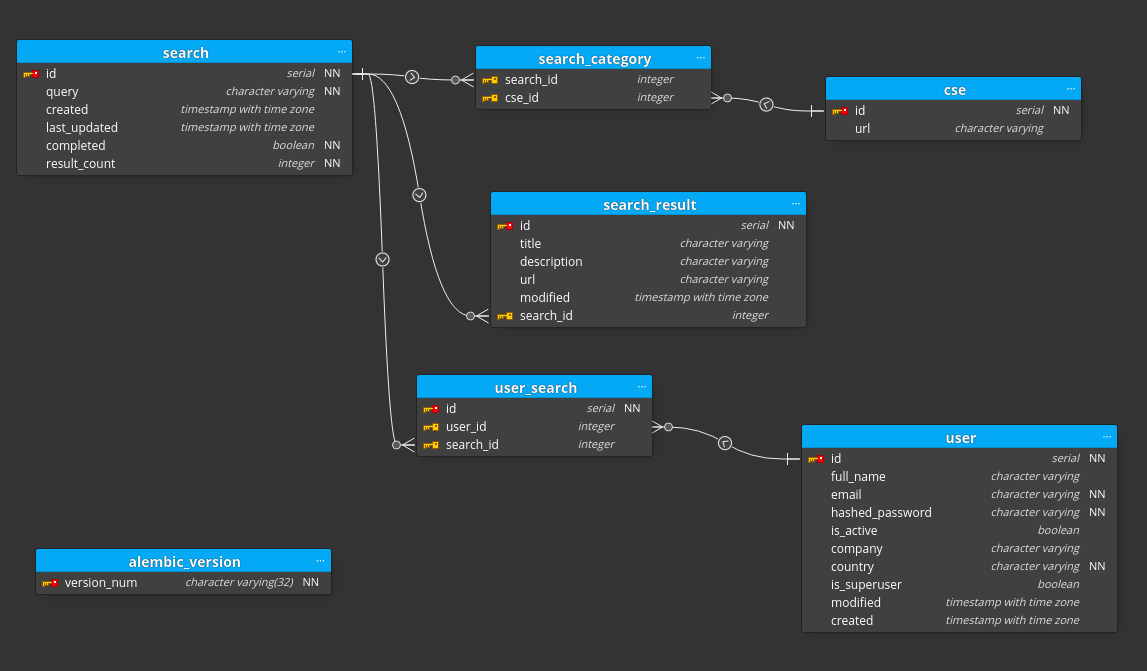 search ...
id serial NN
query character varying NN
created timestamp with time zone
last_updated timestamp with time zone
completed boolean NN
result_count integer NN
search_category ...
search_id integer
cse_id integer
cse ...
id serial NN
url character varying
search_result ...
id serial NN
title character varying
description character varying
url character varying
modified timestamp with time zone
search_id integer
user_search ...
id serial NN
user_id integer
search_id integer
user ...
id serial NN
full_name character varying
email character varying NN
hashed_password character varying NN
is_active boolean
company character varying
country character varying NN
is_superuser boolean
modified timestamp with time zone
created timestamp with time zone
alembic_version ...
version_num character varying(32) NN